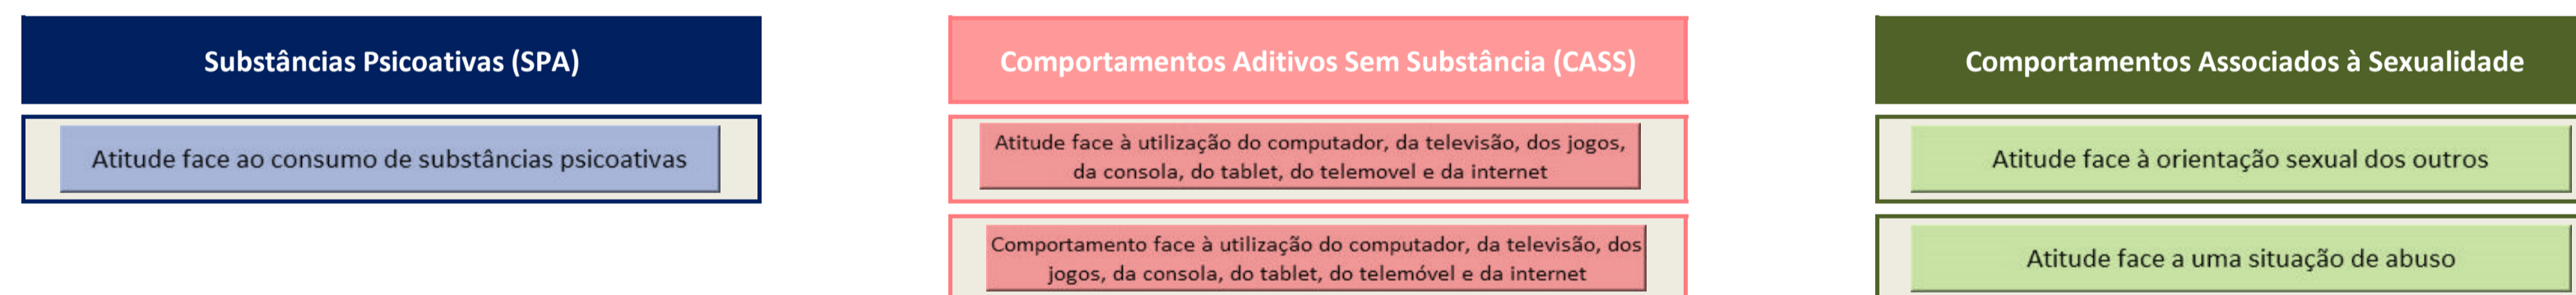 Substâncias Psicoativas (SPA)
Atitude face ao consumo de substâncias psicoativas
Comportamentos Aditivos Sem Substância (CASS)
Atitude face à utilização do computador, da televisão, dos jogos,
da consola, do tablet, do telemovel e da internet
Comportamento face à utilização do computador, da televisão, dos
jogos, da consola, do tablet, do telemóvel e da internet
Comportamentos Associados à Sexualidade
Atitude face à orientação sexual dos outros
Atitude face a uma situação de abuso